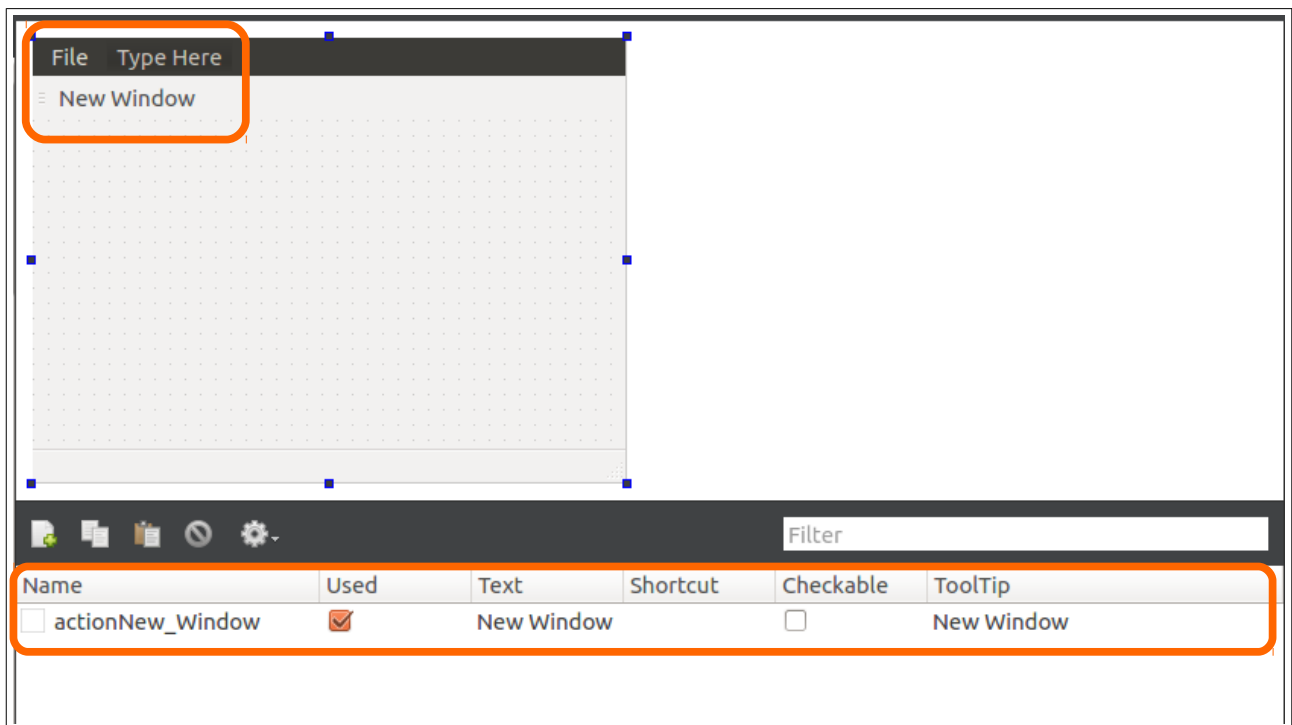 File Type Here
New Window
Filter
Name Used Text Shortcut Checkable ToolTip
actionNew_Window New Window New Window